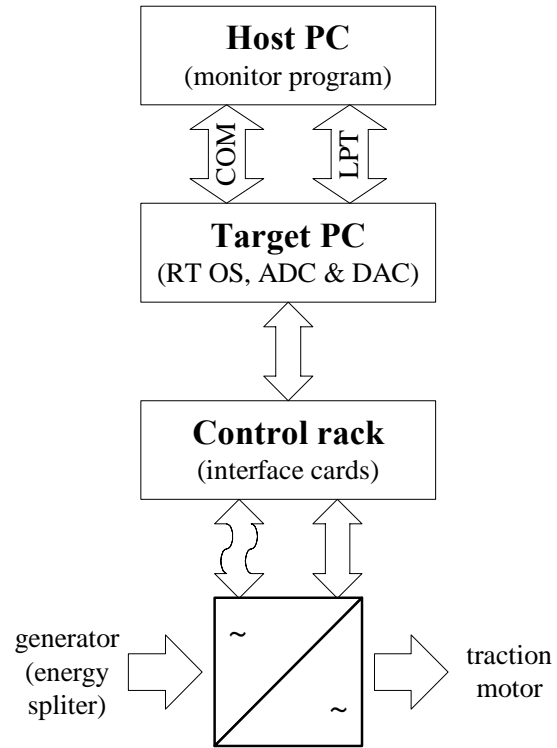 Host PC
(monitor program)
COM
LPT
Target PC
(RT OS, ADC & DAC)
Control rack
(interface cards)
generator
(energy
spliter)
~
~
traction
motor